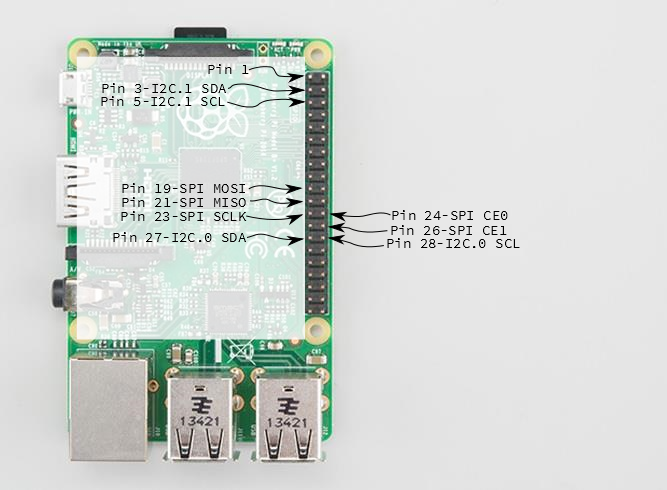 Pin 1
Pin 3-I2C.1 SDA
Pin 5-I2C.1 SCL
Pin 19-SPI MOSI
Pin 21-SPI MISO
Pin 23-SPI SCLK
Pin 24-SPI CE0
Pin 26-SPI CE1
Pin 27-I2C.0 SDA
Pin 28-I2C.0 SCL
HDMI
13421
13421